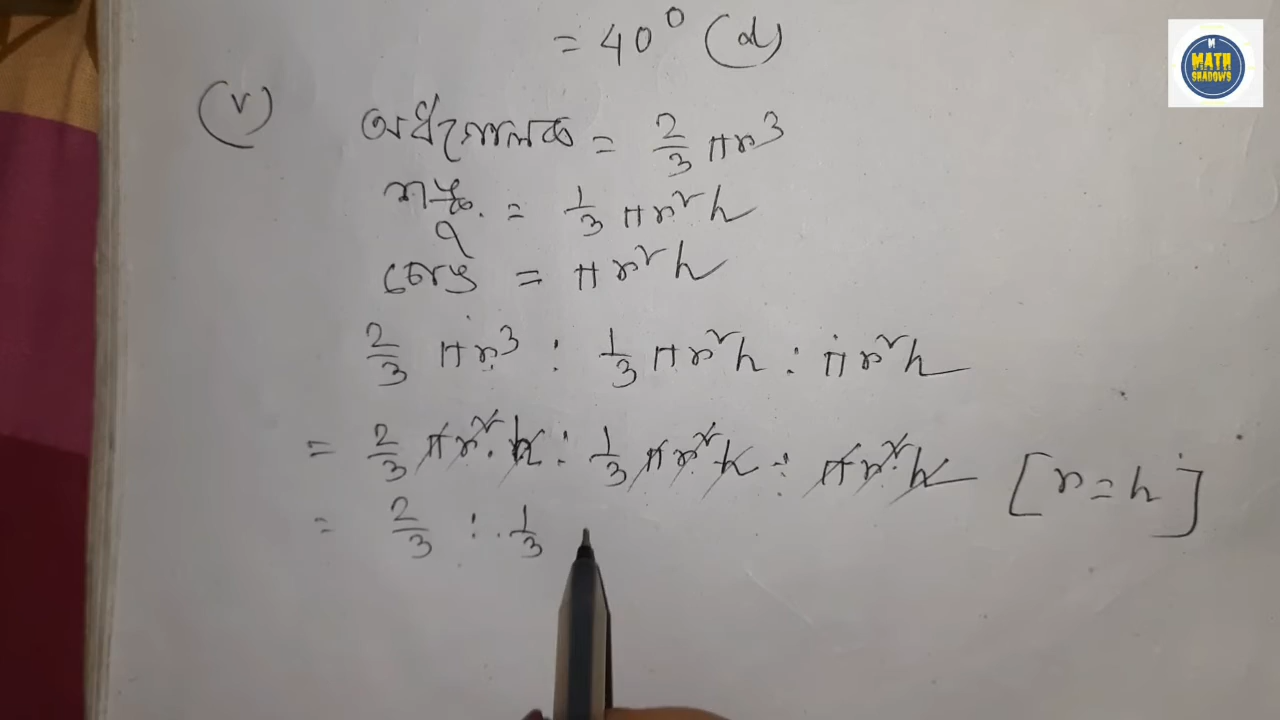 = 40° (d)
M
MATH
SHADOWS
(v)
অর্ধগোলক = 2/3 πr³
শঙ্কু = 1/3 πr²h
চোঙ = πr²h
2/3 πr³ : 1/3 πr²h : πr²h
= 2/3 πr²h : 1/3 πr²h : πr²h [r=h]
= 2/3 : 1/3